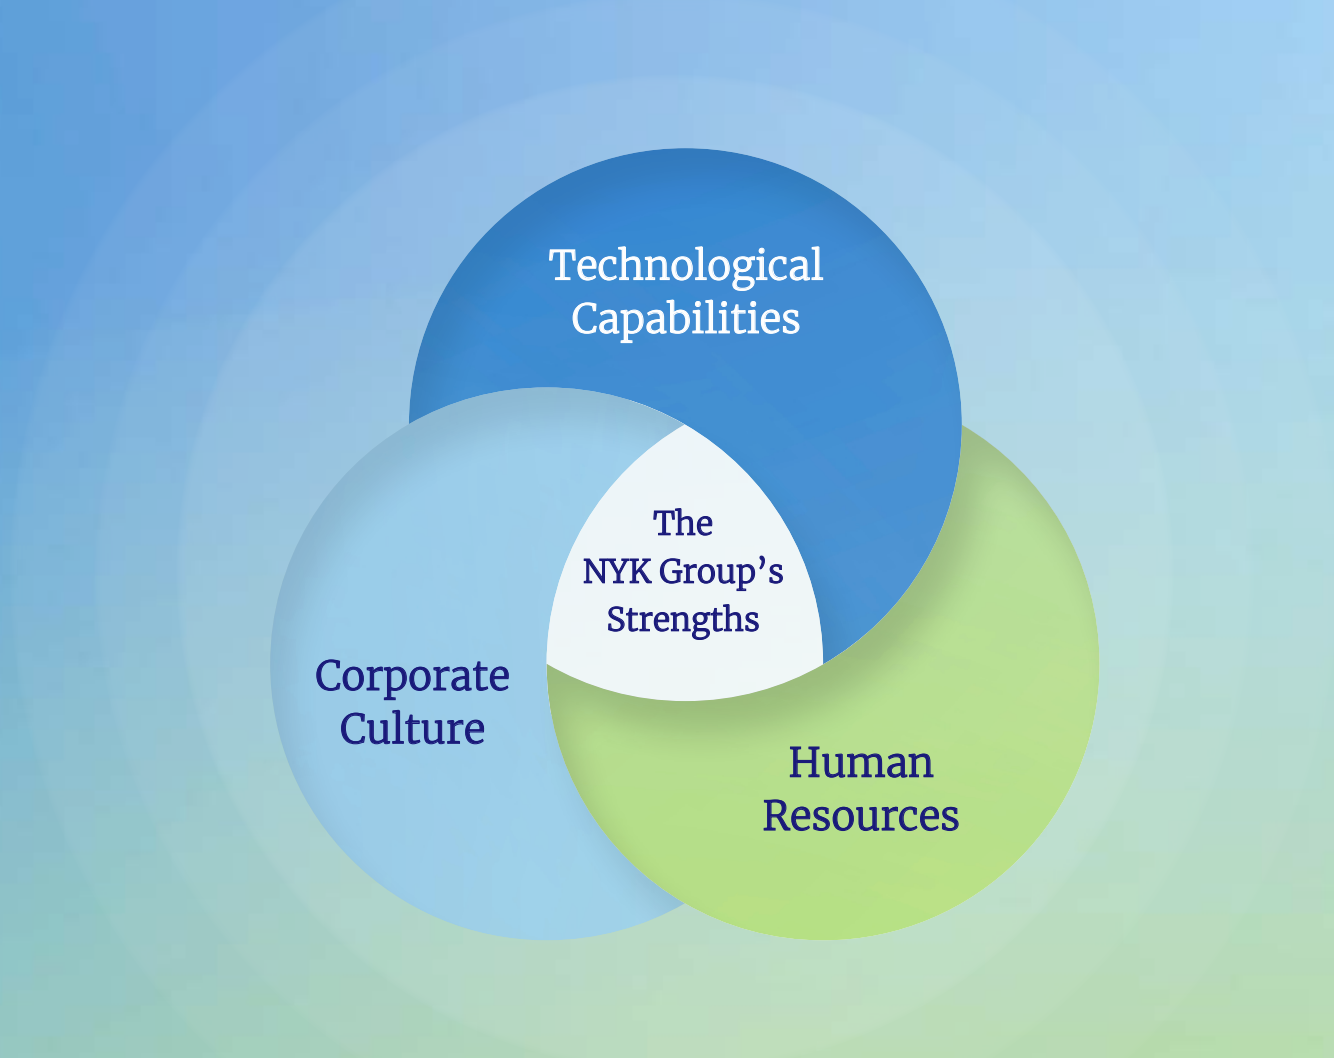 Technological
Capabilities
The
NYK Group’s
Strengths
Corporate
Culture
Human
Resources